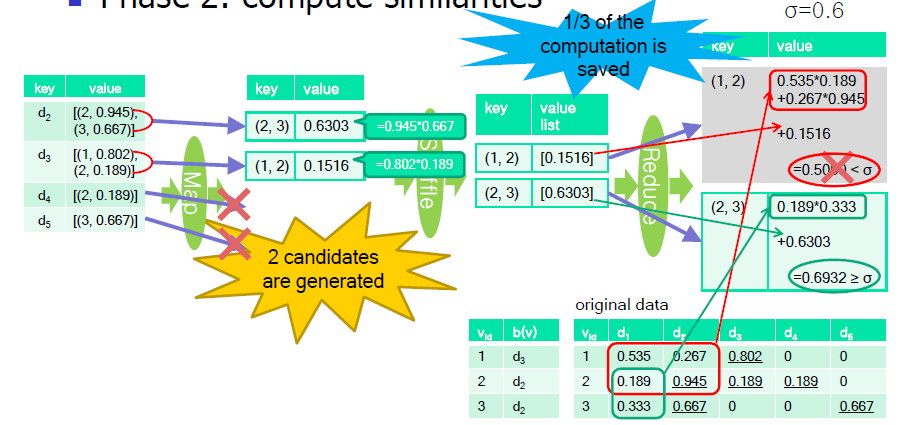 Phase 2: compute similarities
σ=0.6
1/3 of the
computation is
saved
key value
d2 [(2, 0.945),
(3, 0.667)]
d3 [(1, 0.802),
(2, 0.189)]
d4 [(2, 0.189)]
d5 [(3, 0.667)]
Map
key value
(2, 3) 0.6303 =0.945*0.667
(1, 2) 0.1516 =0.802*0.189
Shuffle
2 candidates
are generated
key value
list
(1, 2) [0.1516]
(2, 3) [0.6303]
Reduce
key value
(1, 2) 0.535*0.189
+0.267*0.945
+0.1516
< σ
(2, 3) 0.189*0.333
+0.6303
=0.6932 ≥ σ
original data
vid b(v)
1 d3
2 d2
3 d2
vid d1 d2 d3 d4 d5
1 0.535 0.267 0.802 0 0
2 0.189 0.945 0.189 0.189 0
3 0.333 0.667 0 0 0.667